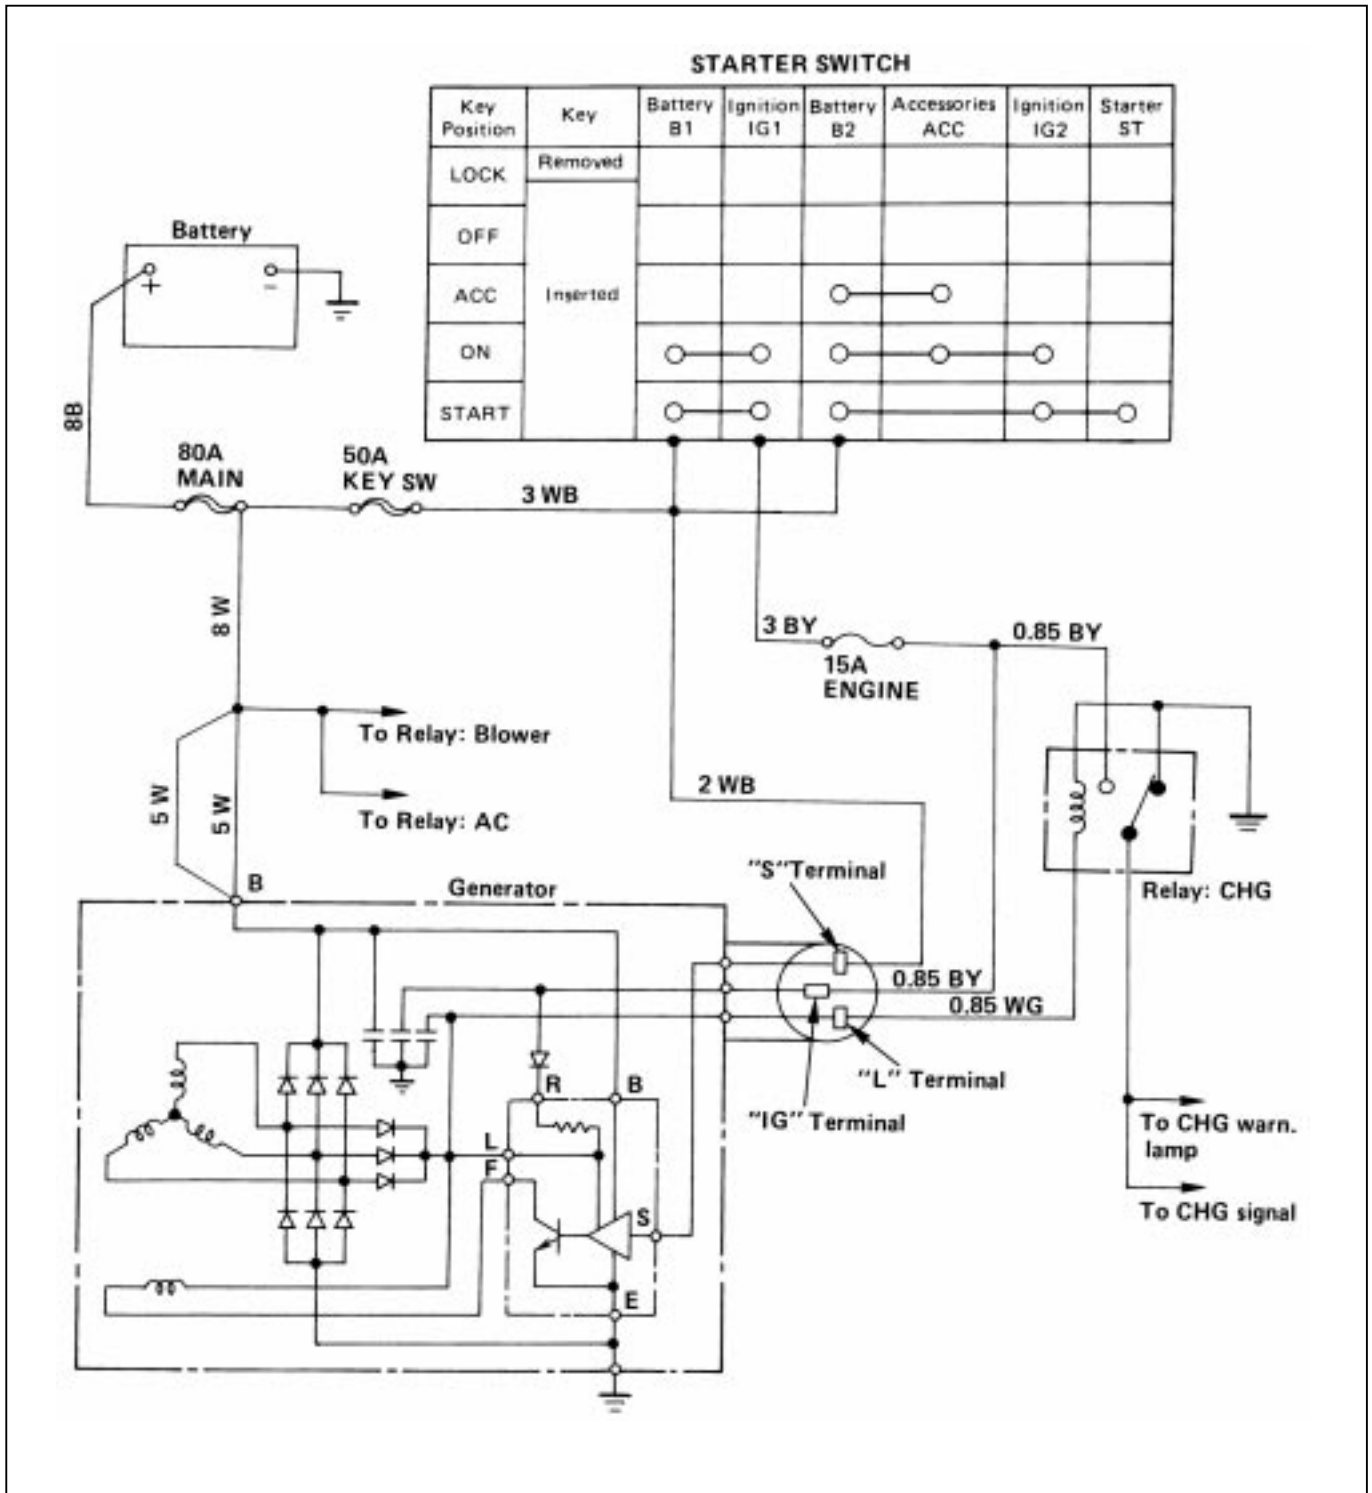 STARTER SWITCH
Key Position
Key
Battery B1
Ignition IG1
Battery B2
Accessories ACC
Ignition IG2
Starter ST
LOCK
Removed
OFF
ACC
Inserted
ON
START
Battery
+
−
8B
80A
MAIN
50A
KEY SW
3 WB
8 W
3 BY
15A
ENGINE
0.85 BY
To Relay: Blower
To Relay: AC
5 W
5 W
2 WB
"S" Terminal
Relay: CHG
B
Generator
0.85 BY
0.85 WG
"L" Terminal
"IG" Terminal
R
B
L
F
S
E
To CHG warn.
lamp
To CHG signal